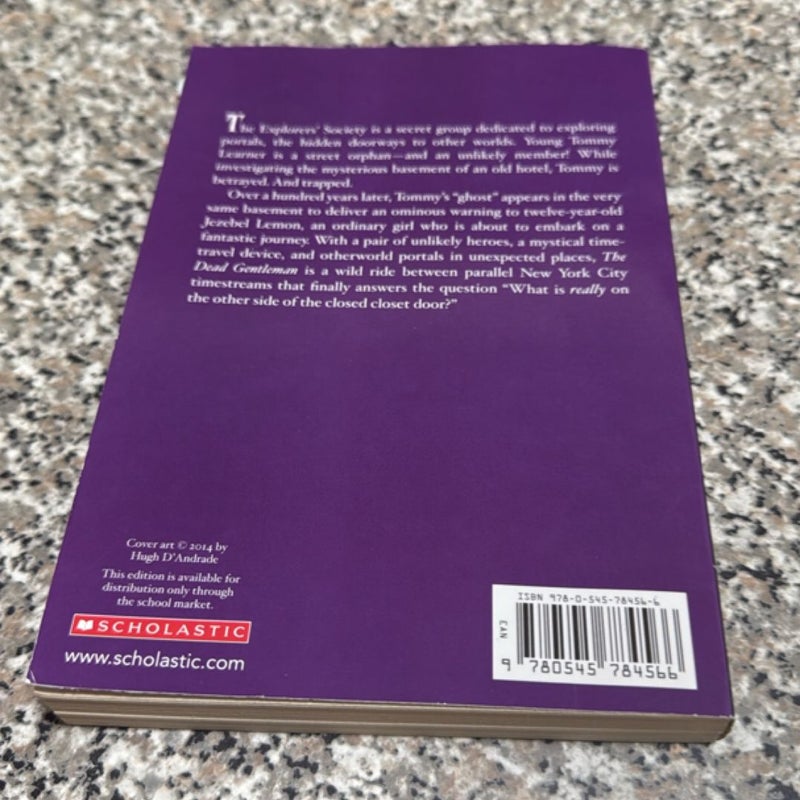 The Explorers' Society is a secret group dedicated to exploring
portals, the hidden doorways to other worlds. Young Tommy
Learner is a street orphan—and an unlikely member! While
investigating the mysterious basement of an old hotel, Tommy is
betrayed. And trapped.
Over a hundred years later, Tommy's "ghost" appears in the very
same basement to deliver an ominous warning to twelve-year-old
Jezebel Lemon, an ordinary girl who is about to embark on a
fantastic journey. With a pair of unlikely heroes, a mystical time-
travel device, and otherworld portals in unexpected places, The
Dead Gentleman is a wild ride between parallel New York City
timestreams that finally answers the question "What is really on
the other side of the closed closet door?"
Cover art © 2014 by
Hugh D'Andrade
This edition is available for
distribution only through
the school market.
SCHOLASTIC
www.scholastic.com
ISBN 978-0-545-78456-6
EAN
9 780545 784566